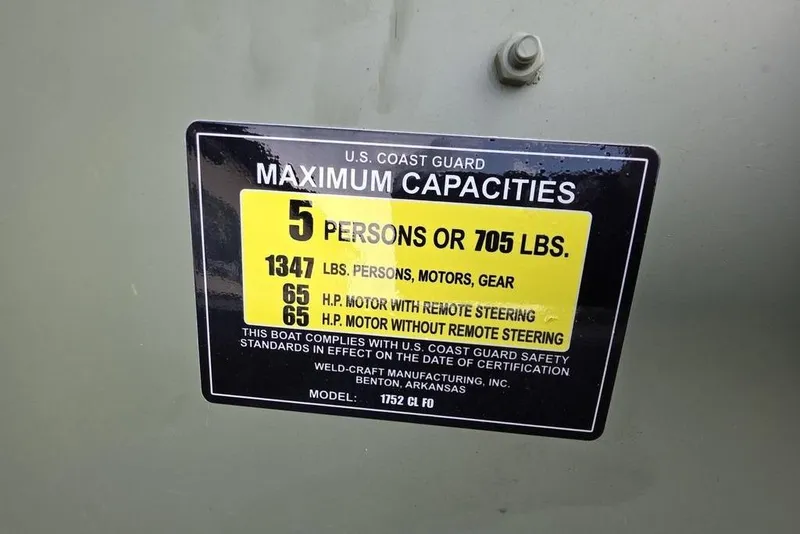 U.S. COAST GUARD
MAXIMUM CAPACITIES
5 PERSONS OR 705 LBS.
1347 LBS. PERSONS, MOTORS, GEAR
65 H.P. MOTOR WITH REMOTE STEERING
65 H.P. MOTOR WITHOUT REMOTE STEERING
THIS BOAT COMPLIES WITH U.S. COAST GUARD SAFETY
STANDARDS IN EFFECT ON THE DATE OF CERTIFICATION
WELD-CRAFT MANUFACTURING, INC.
BENTON, ARKANSAS
MODEL: 1752 CL FO